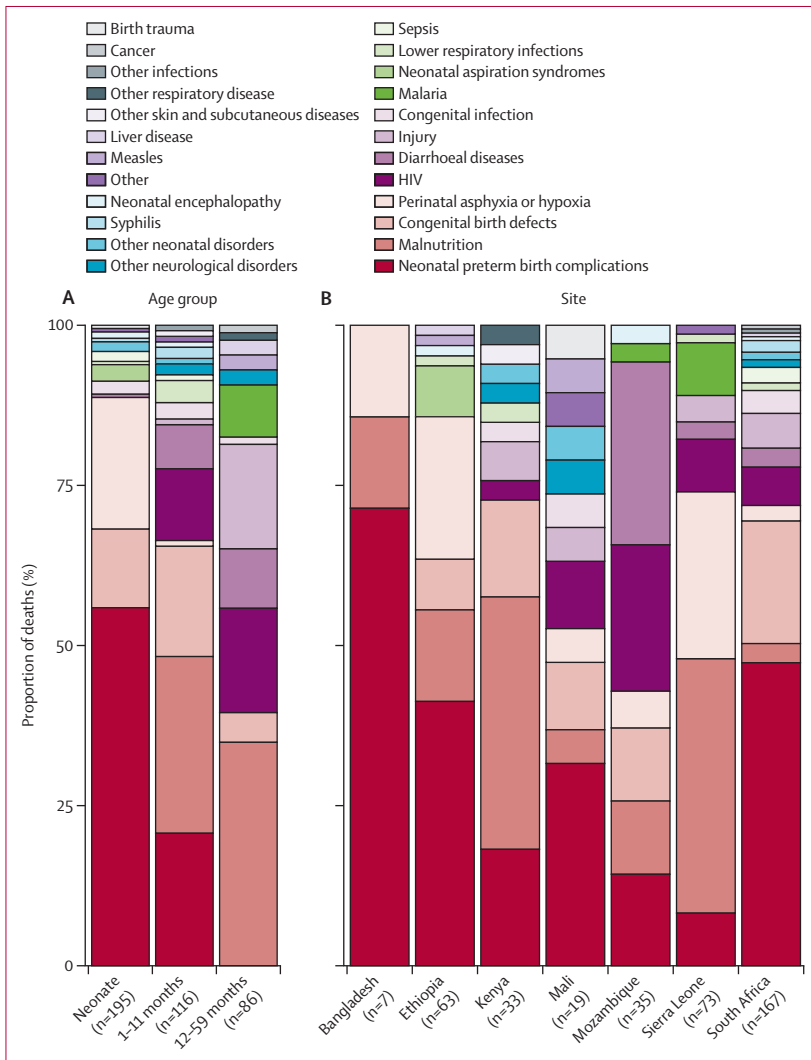 Birth trauma
Cancer
Other infections
Other respiratory disease
Other skin and subcutaneous diseases
Liver disease
Measles
Other
Neonatal encephalopathy
Syphilis
Other neonatal disorders
Other neurological disorders
Sepsis
Lower respiratory infections
Neonatal aspiration syndromes
Malaria
Congenital infection
Injury
Diarrhoeal diseases
HIV
Perinatal asphyxia or hypoxia
Congenital birth defects
Malnutrition
Neonatal preterm birth complications
A
Age group
B
Site
100
75
50
25
0
Proportion of deaths (%)
Neonate
(n=195)
1–11 months
(n=116)
12–59 months
(n=86)
Bangladesh
(n=7)
Ethiopia
(n=63)
Kenya
(n=33)
Mali
(n=19)
Mozambique
(n=35)
Sierra Leone
(n=73)
South Africa
(n=167)